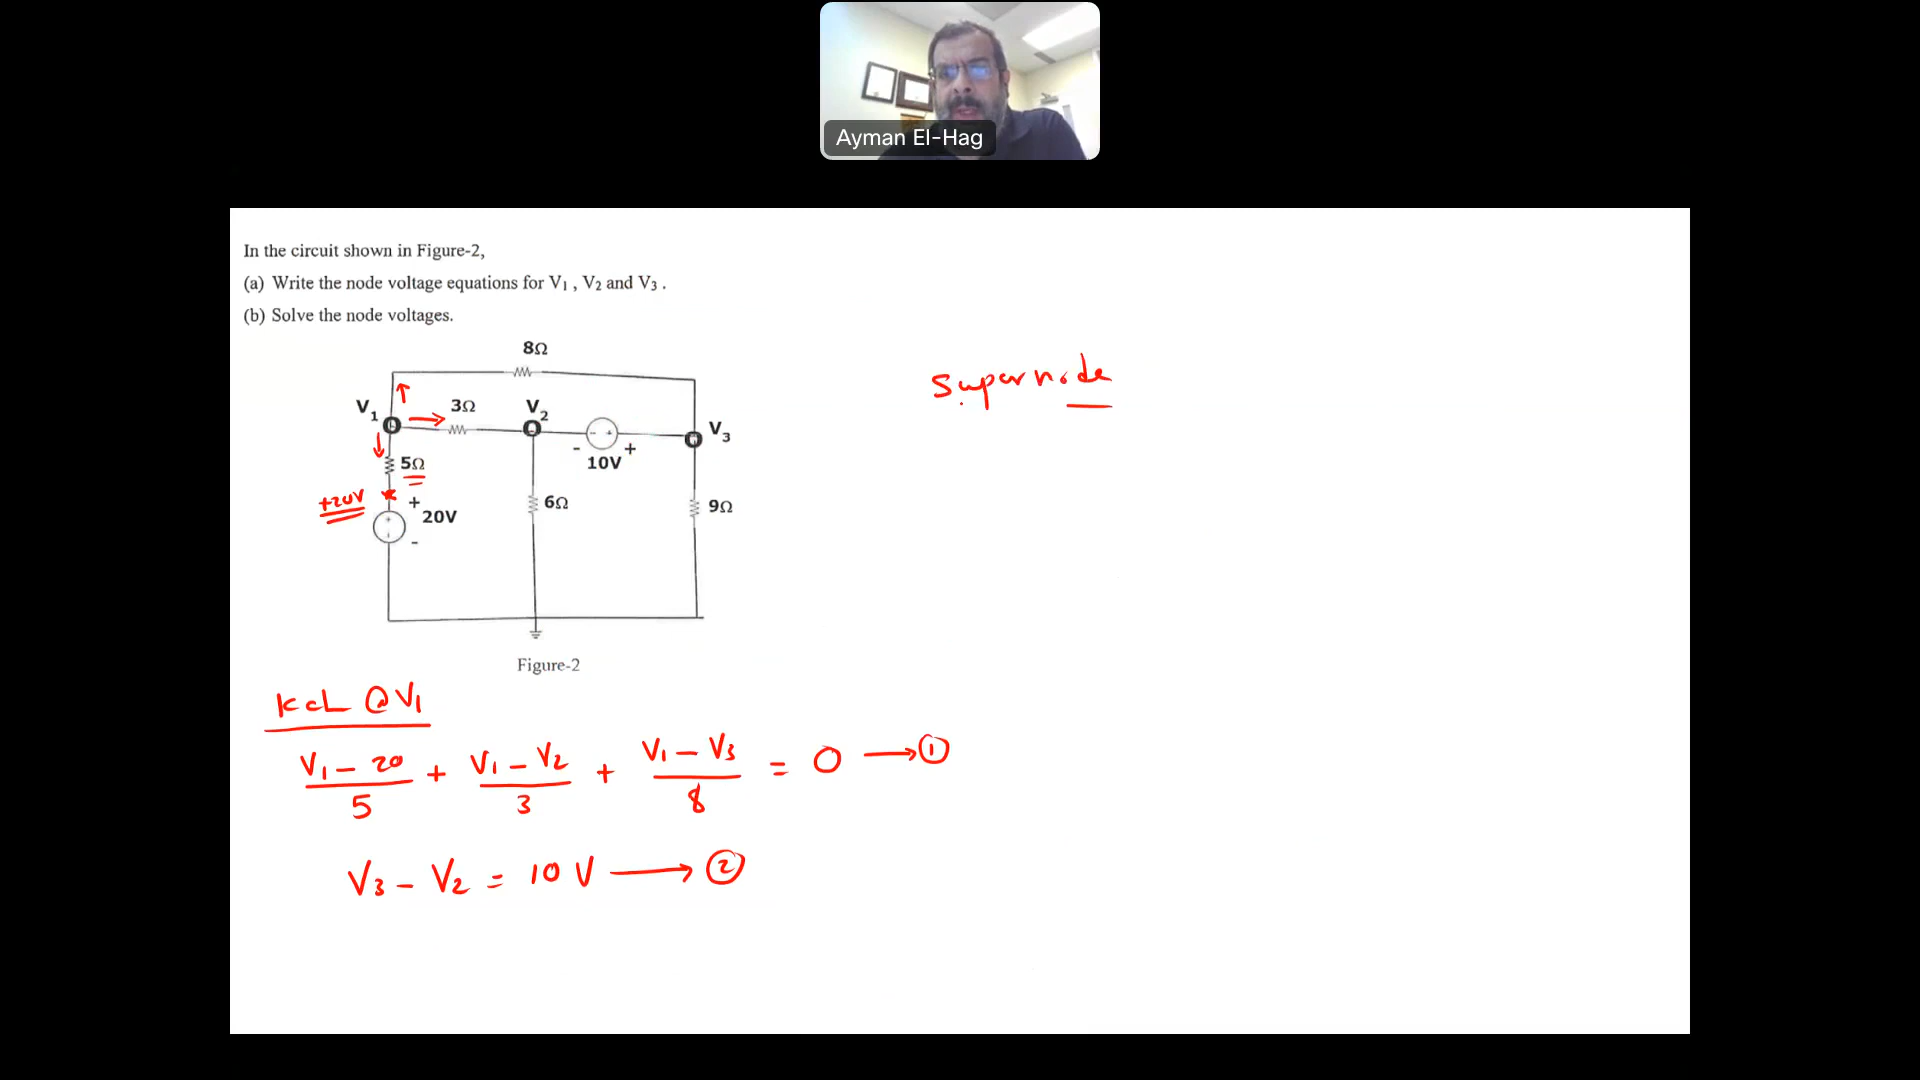 Ayman El-Hag
In the circuit shown in Figure-2,
(a) Write the node voltage equations for V₁ , V₂ and V₃ .
(b) Solve the node voltages.
8Ω
V₁
3Ω
V₂
V₃
- +
10V
5Ω
+20V
+
20V
-
6Ω
9Ω
Figure-2
Supernode
KCL @ V₁
(V₁ - 20)/5 + (V₁ - V₂)/3 + (V₁ - V₃)/8 = 0 → ①
V₃ - V₂ = 10 V → ②